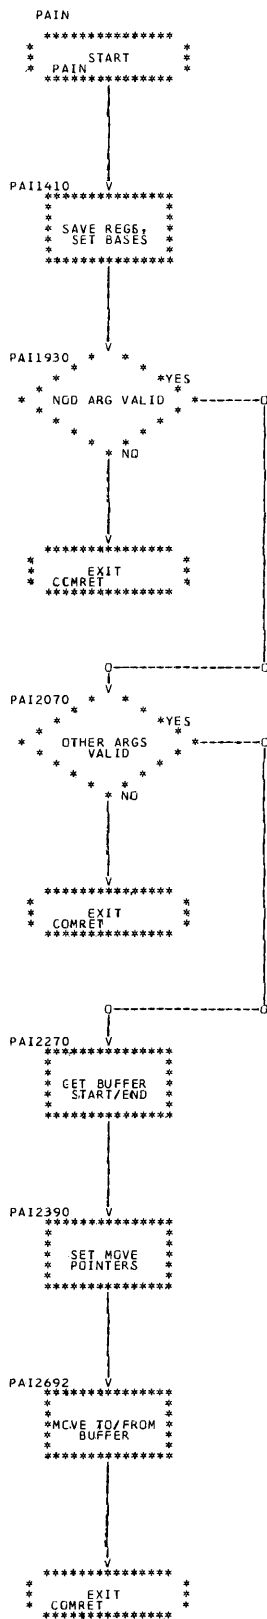 PAIN
START
PAIN
PAI1410
SAVE REGS,
SET BASES
PAI1930
YES
NOD ARG VALID
NO
EXIT
COMRET
PAI2070
YES
OTHER ARGS
VALID
NO
EXIT
COMRET
PAI2270
GET BUFFER
START/END
PAI2390
SET MOVE
POINTERS
PAI2692
MOVE TO/FROM
BUFFER
EXIT
COMRET